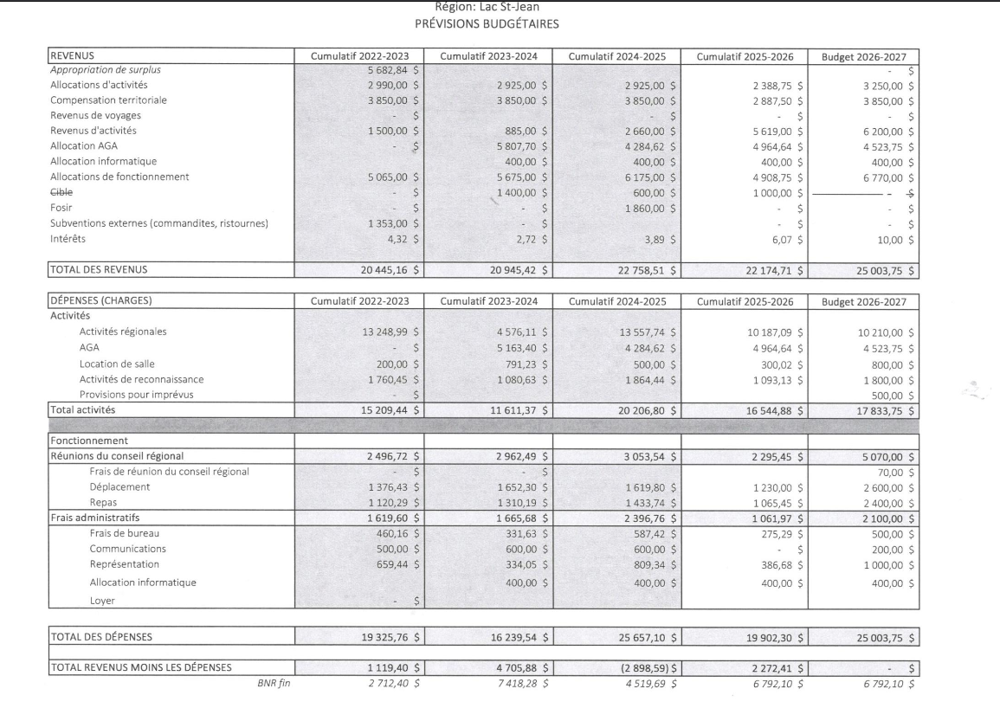 Région: Lac St-Jean
PRÉVISIONS BUDGÉTAIRES
REVENUS Cumulatif 2022-2023 Cumulatif 2023-2024 Cumulatif 2024-2025 Cumulatif 2025-2026 Budget 2026-2027
Appropriation de surplus 5 682,84 $ - $
Allocations d'activités 2 990,00 $ 2 925,00 $ 2 925,00 $ 2 388,75 $ 3 250,00 $
Compensation territoriale 3 850,00 $ 3 850,00 $ 3 850,00 $ 2 887,50 $ 3 850,00 $
Revenus de voyages - $ - $ - $ - $
Revenus d'activités 1 500,00 $ 885,00 $ 2 660,00 $ 5 619,00 $ 6 200,00 $
Allocation AGA - $ 5 807,70 $ 4 284,62 $ 4 964,64 $ 4 523,75 $
Allocation informatique 400,00 $ 400,00 $ 400,00 $ 400,00 $
Allocations de fonctionnement 5 065,00 $ 5 675,00 $ 6 175,00 $ 4 908,75 $ 6 770,00 $
Cible - $ 1 400,00 $ 600,00 $ 1 000,00 $ - $
Fosir - $ - $ 1 860,00 $ - $ - $
Subventions externes (commandites, ristournes) 1 353,00 $ - $ - $ - $
Intérêts 4,32 $ 2,72 $ 3,89 $ 6,07 $ 10,00 $
TOTAL DES REVENUS 20 445,16 $ 20 945,42 $ 22 758,51 $ 22 174,71 $ 25 003,75 $
DÉPENSES (CHARGES) Cumulatif 2022-2023 Cumulatif 2023-2024 Cumulatif 2024-2025 Cumulatif 2025-2026 Budget 2026-2027
Activités
Activités régionales 13 248,99 $ 4 576,11 $ 13 557,74 $ 10 187,09 $ 10 210,00 $
AGA - $ 5 163,40 $ 4 284,62 $ 4 964,64 $ 4 523,75 $
Location de salle 200,00 $ 791,23 $ 500,00 $ 300,02 $ 800,00 $
Activités de reconnaissance 1 760,45 $ 1 080,63 $ 1 864,44 $ 1 093,13 $ 1 800,00 $
Provisions pour imprévus - $ 500,00 $
Total activités 15 209,44 $ 11 611,37 $ 20 206,80 $ 16 544,88 $ 17 833,75 $
Fonctionnement
Réunions du conseil régional 2 496,72 $ 2 962,49 $ 3 053,54 $ 2 295,45 $ 5 070,00 $
Frais de réunion du conseil régional - $ - $ 70,00 $
Déplacement 1 376,43 $ 1 652,30 $ 1 619,80 $ 1 230,00 $ 2 600,00 $
Repas 1 120,29 $ 1 310,19 $ 1 433,74 $ 1 065,45 $ 2 400,00 $
Frais administratifs 1 619,60 $ 1 665,68 $ 2 396,76 $ 1 061,97 $ 2 100,00 $
Frais de bureau 460,16 $ 331,63 $ 587,42 $ 275,29 $ 500,00 $
Communications 500,00 $ 600,00 $ 600,00 $ - $ 200,00 $
Représentation 659,44 $ 334,05 $ 809,34 $ 386,68 $ 1 000,00 $
Allocation informatique 400,00 $ 400,00 $ 400,00 $ 400,00 $
Loyer - $
TOTAL DES DÉPENSES 19 325,76 $ 16 239,54 $ 25 657,10 $ 19 902,30 $ 25 003,75 $
TOTAL REVENUS MOINS LES DÉPENSES 1 119,40 $ 4 705,88 $ (2 898,59) $ 2 272,41 $ - $
BNR fin 2 712,40 $ 7 418,28 $ 4 519,69 $ 6 792,10 $ 6 792,10 $